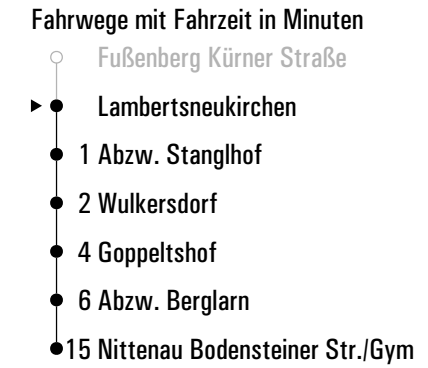 Fahrwege mit Fahrzeit in Minuten
Fußenberg Kürner Straße
Lambertsneukirchen
1 Abzw. Stanglhof
2 Wulkersdorf
4 Goppeltshof
6 Abzw. Berglarn
15 Nittenau Bodensteiner Str./Gym